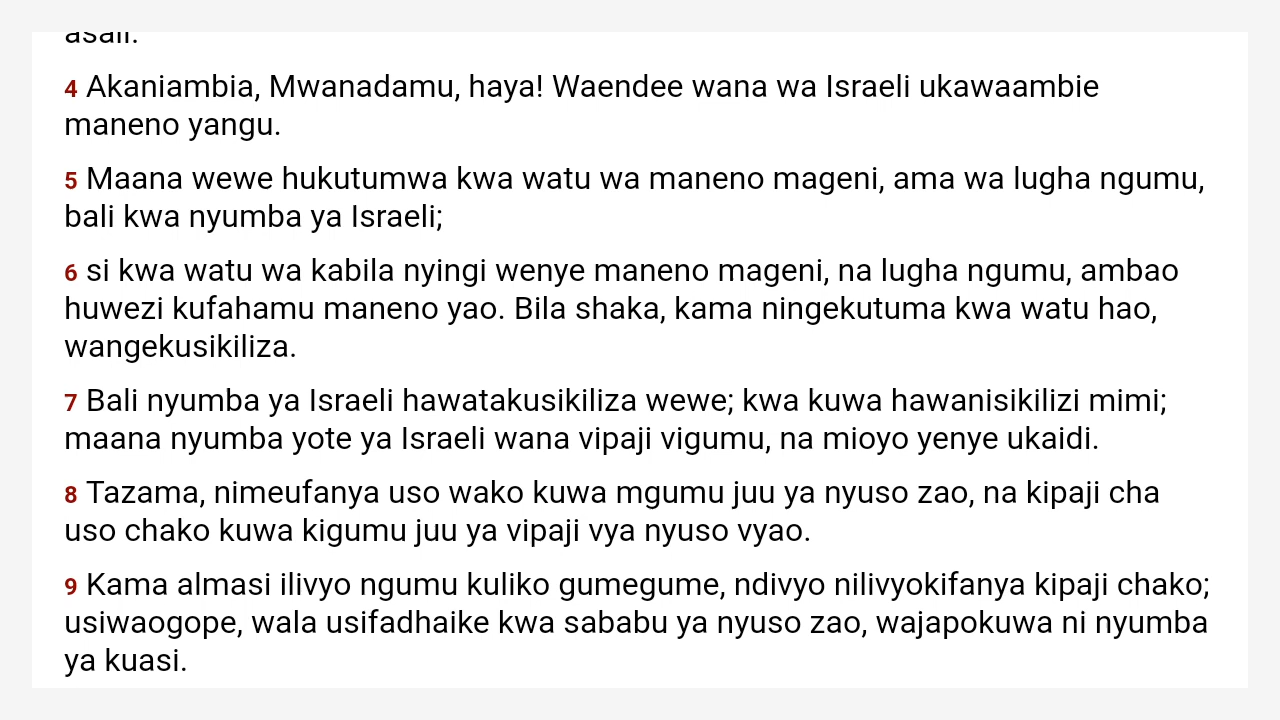 asali.
4 Akaniambia, Mwanadamu, haya! Waendee wana wa Israeli ukawaambie
maneno yangu.
5 Maana wewe hukutumwa kwa watu wa maneno mageni, ama wa lugha ngumu,
bali kwa nyumba ya Israeli;
6 si kwa watu wa kabila nyingi wenye maneno mageni, na lugha ngumu, ambao
huwezi kufahamu maneno yao. Bila shaka, kama ningekutuma kwa watu hao,
wangekusikiliza.
7 Bali nyumba ya Israeli hawatakusikiliza wewe; kwa kuwa hawanisikilizi mimi;
maana nyumba yote ya Israeli wana vipaji vigumu, na mioyo yenye ukaidi.
8 Tazama, nimeufanya uso wako kuwa mgumu juu ya nyuso zao, na kipaji cha
uso chako kuwa kigumu juu ya vipaji vya nyuso vyao.
9 Kama almasi ilivyo ngumu kuliko gumegume, ndivyo nilivyokifanya kipaji chako;
usiwaogope, wala usifadhaike kwa sababu ya nyuso zao, wajapokuwa ni nyumba
ya kuasi.